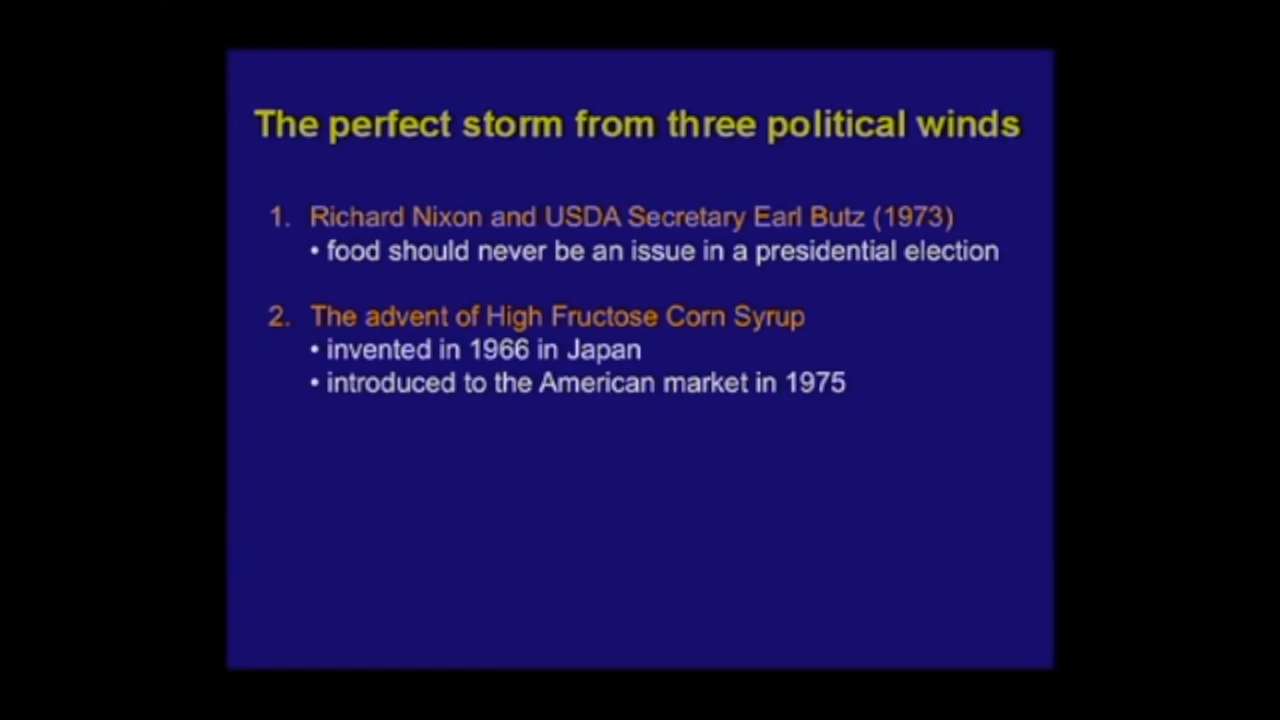 The perfect storm from three political winds
1. Richard Nixon and USDA Secretary Earl Butz (1973)
• food should never be an issue in a presidential election
2. The advent of High Fructose Corn Syrup
• invented in 1966 in Japan
• introduced to the American market in 1975